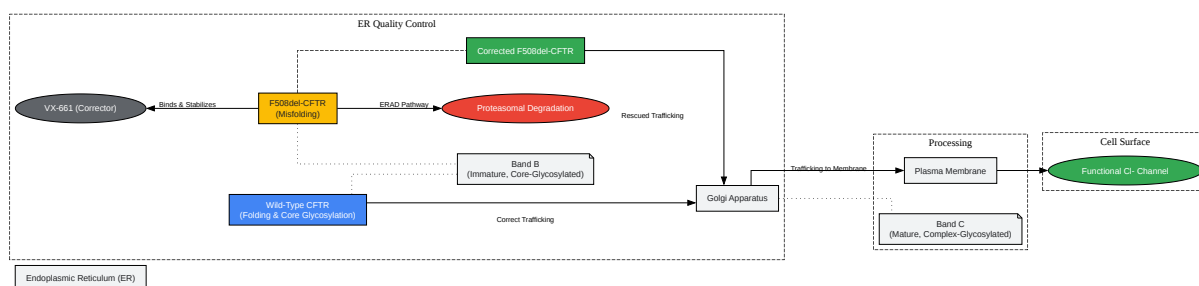 ER Quality Control
Corrected F508del-CFTR
VX-661 (Corrector)
Binds & Stabilizes
F508del-CFTR
(Misfolding)
ERAD Pathway
Proteasomal Degradation
Rescued Trafficking
Band B
(Immature, Core-Glycosylated)
Wild-Type CFTR
(Folding & Core Glycosylation)
Correct Trafficking
Golgi Apparatus
Trafficking to Membrane
Processing
Plasma Membrane
Band C
(Mature, Complex-Glycosylated)
Cell Surface
Functional Cl- Channel
Endoplasmic Reticulum (ER)